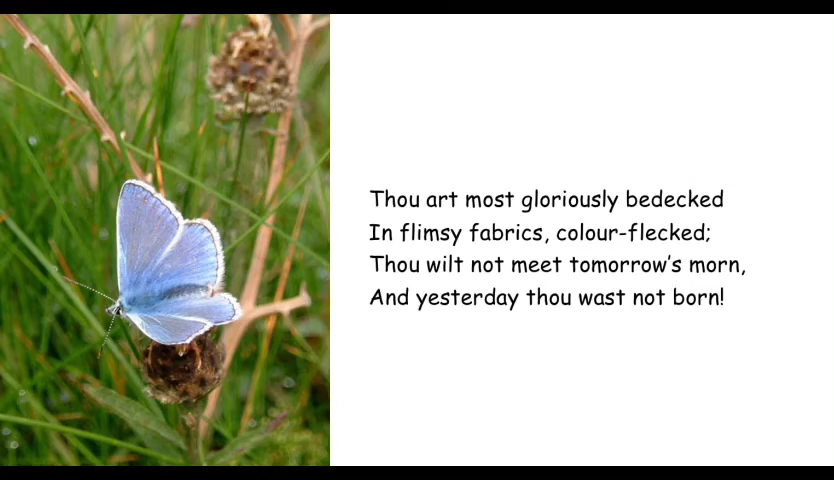 Thou art most gloriously bedecked
In flimsy fabrics, colour-flecked;
Thou wilt not meet tomorrow's morn,
And yesterday thou wast not born!